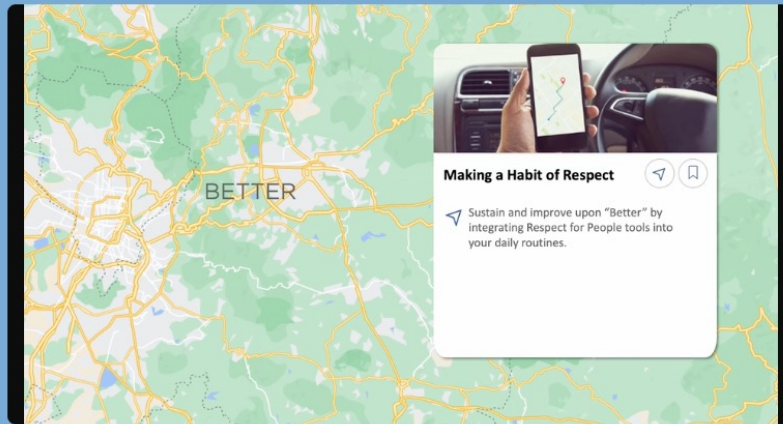 BETTER
Making a Habit of Respect
Sustain and improve upon “Better” by
integrating Respect for People tools into
your daily routines.